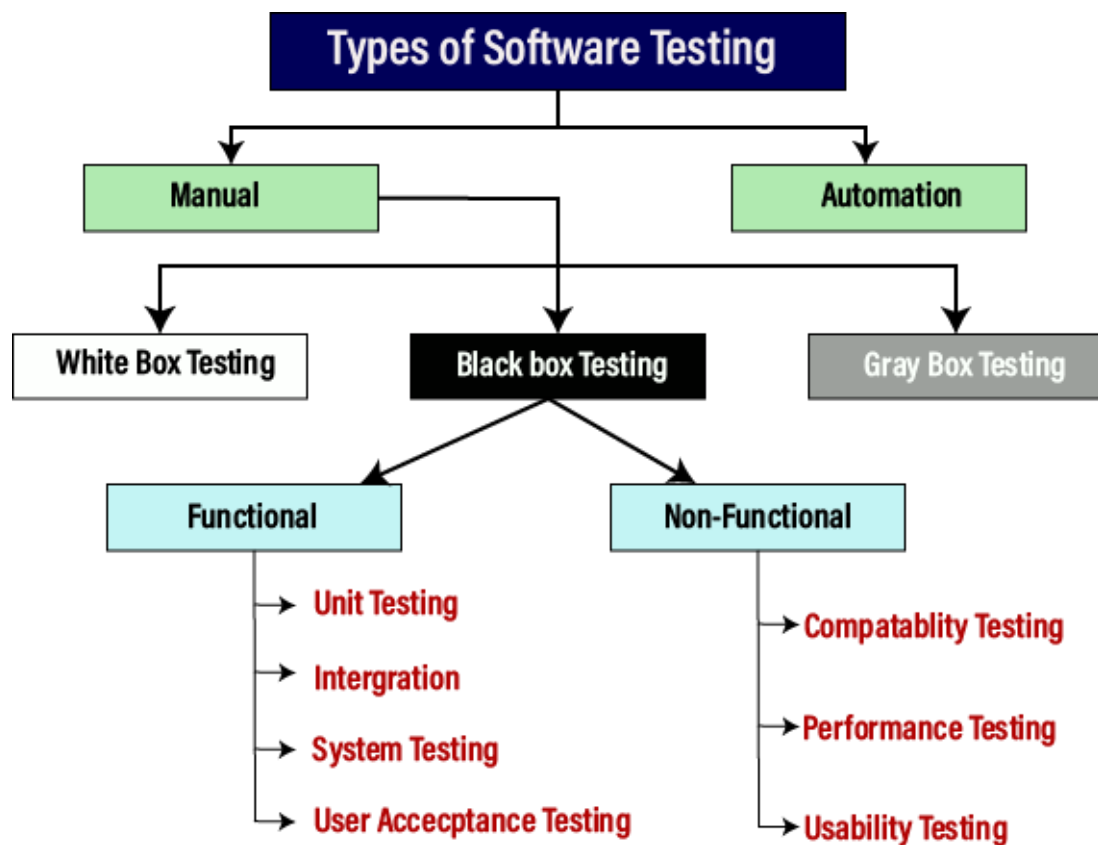 Types of Software Testing
Manual
Automation
White Box Testing
Black box Testing
Gray Box Testing
Functional
Non-Functional
Unit Testing
Intergration
System Testing
User Accecptance Testing
Compatablity Testing
Performance Testing
Usability Testing